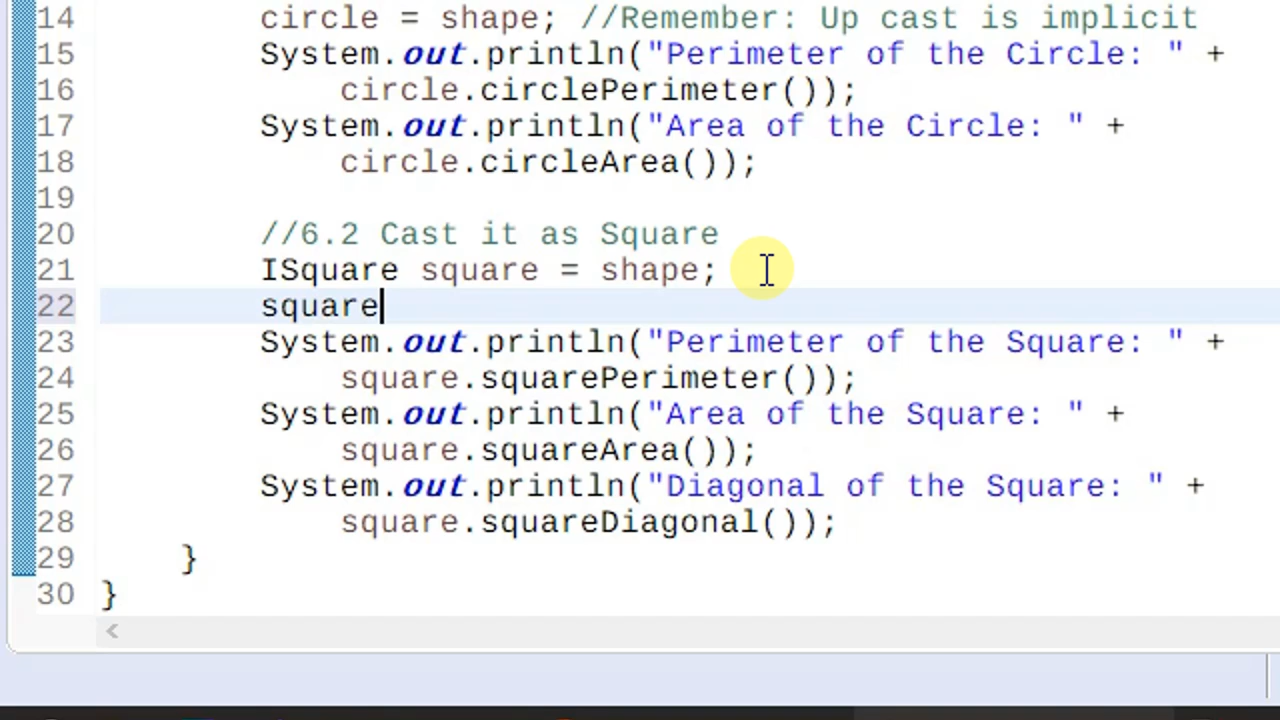 14 circle = shape; //Remember: Up cast is implicit
15 System.out.println("Perimeter of the Circle: " +
16 circle.circlePerimeter());
17 System.out.println("Area of the Circle: " +
18 circle.circleArea());
19
20 //6.2 Cast it as Square
21 ISquare square = shape;
22 square
23 System.out.println("Perimeter of the Square: " +
24 square.squarePerimeter());
25 System.out.println("Area of the Square: " +
26 square.squareArea());
27 System.out.println("Diagonal of the Square: " +
28 square.squareDiagonal());
29 }
30 }